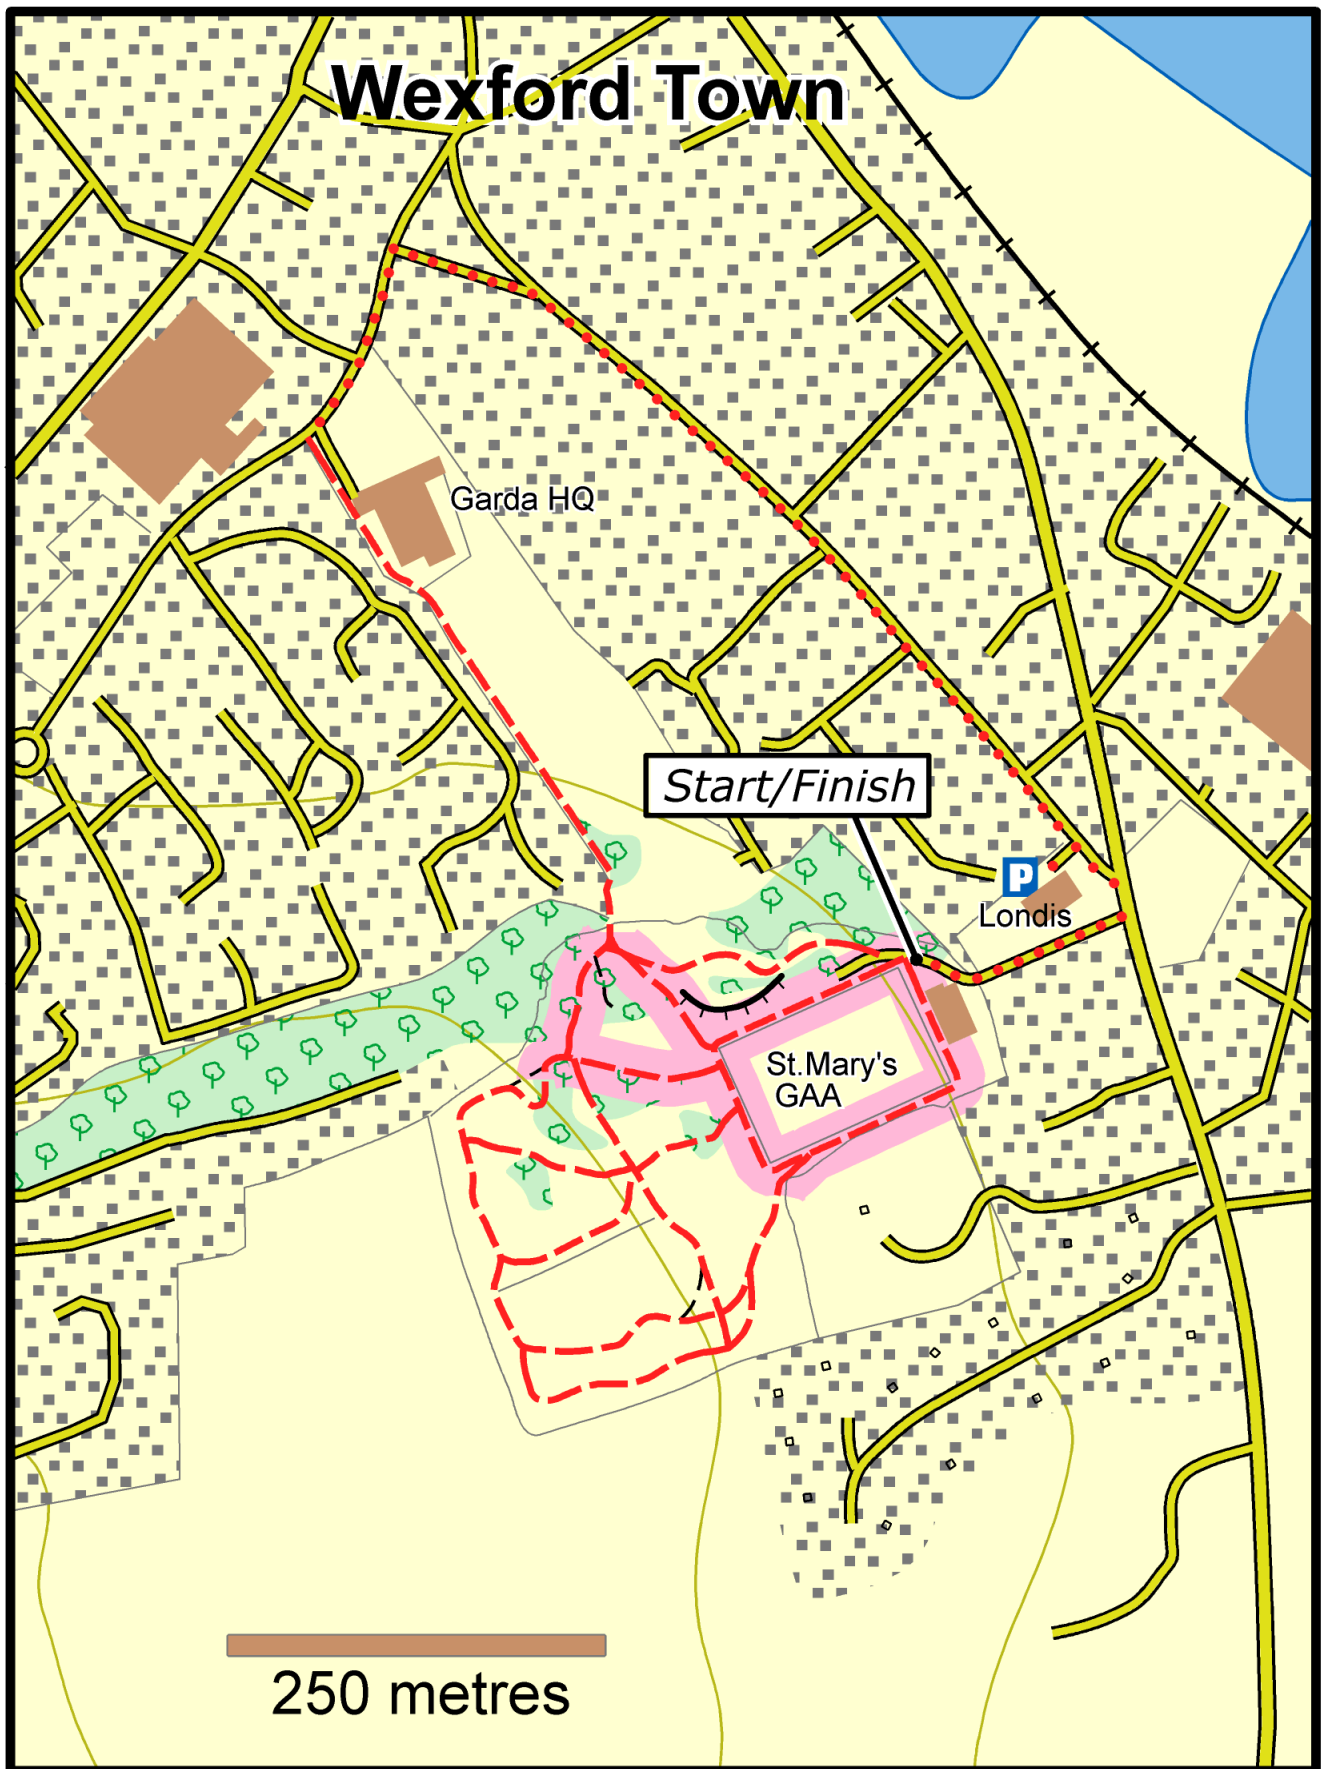 Wexford Town
Garda HQ
Start/Finish
P
Londis
St.Mary's
GAA
250 metres